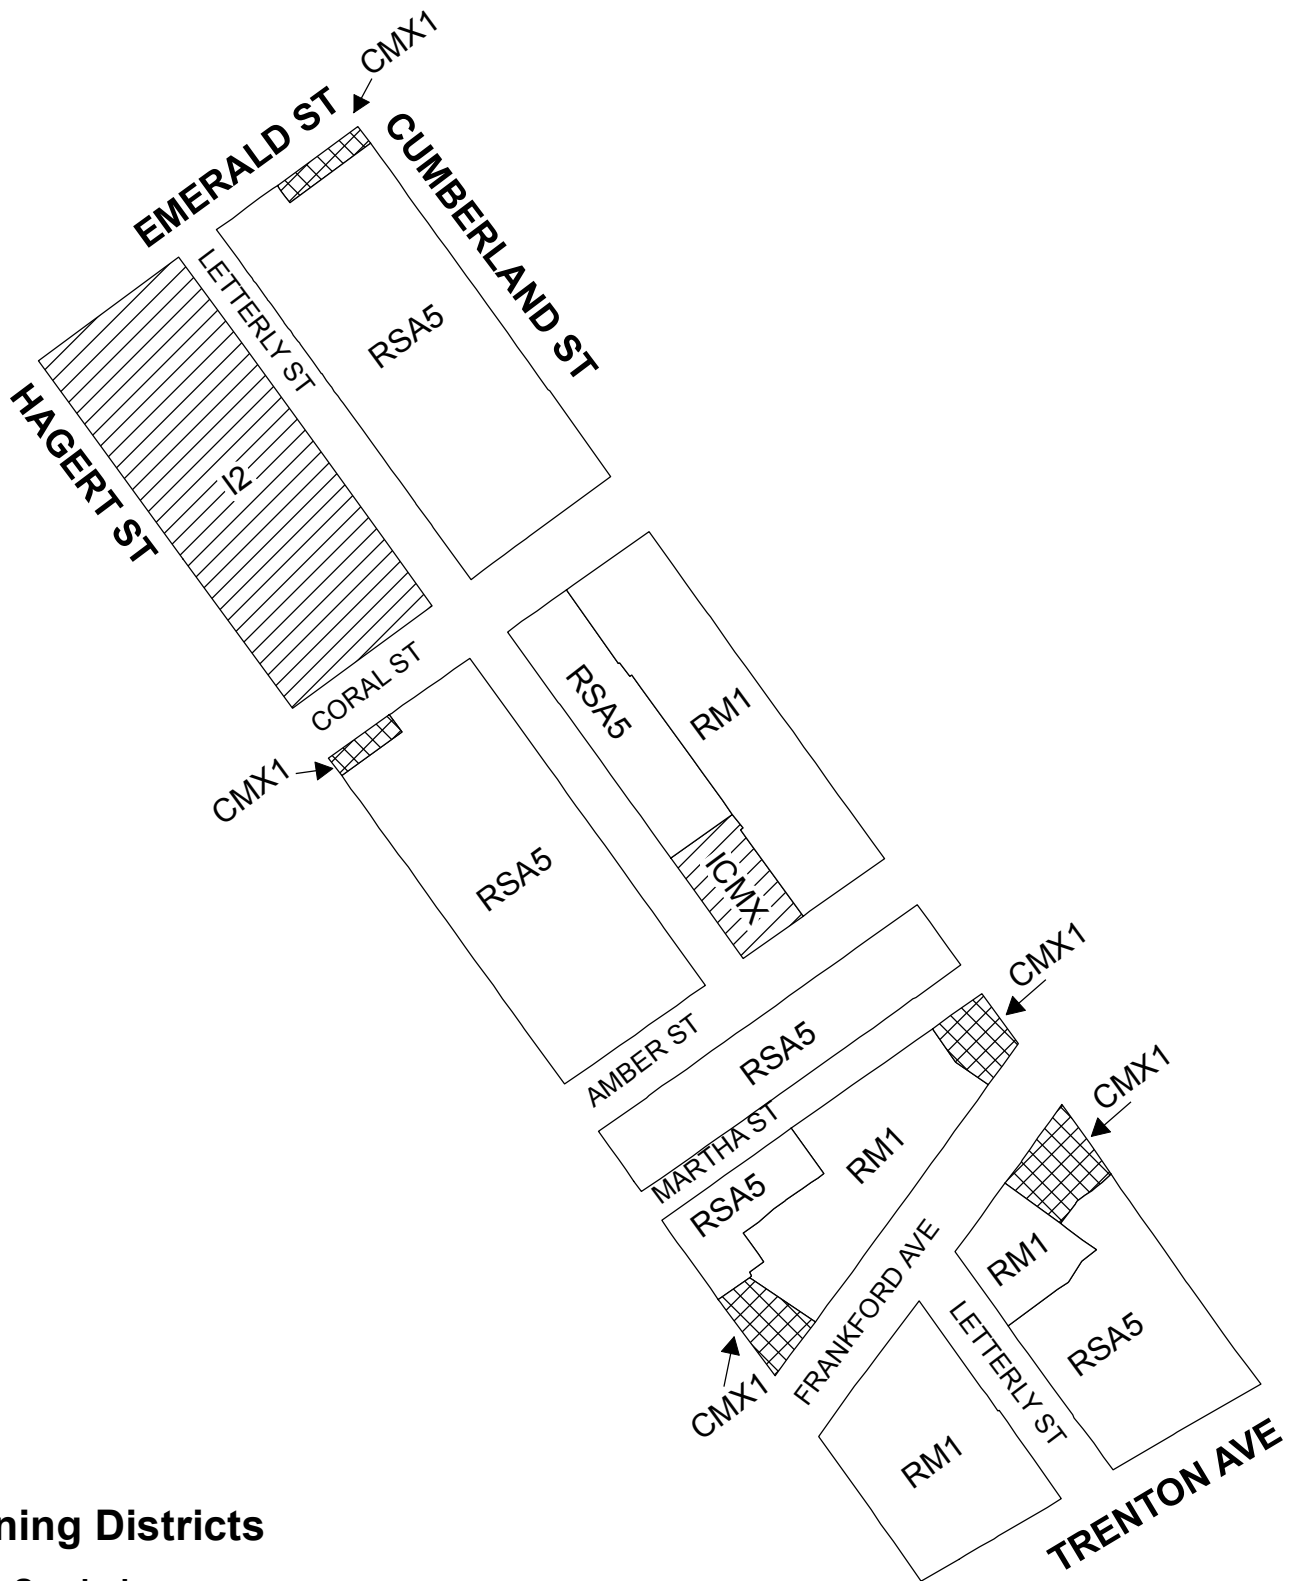 CMX1
EMERALD ST
CUMBERLAND ST
LETTERLY ST
RSA5
HAGERT ST
I2
CORAL ST
RSA5
RM1
CMX1
RSA5
ICMX
CMX1
AMBER ST
RSA5
CMX1
MARTHA ST
RM1
RSA5
FRANKFORD AVE
RM1
LETTERLY ST
RSA5
CMX1
RM1
TRENTON AVE
ning Districts